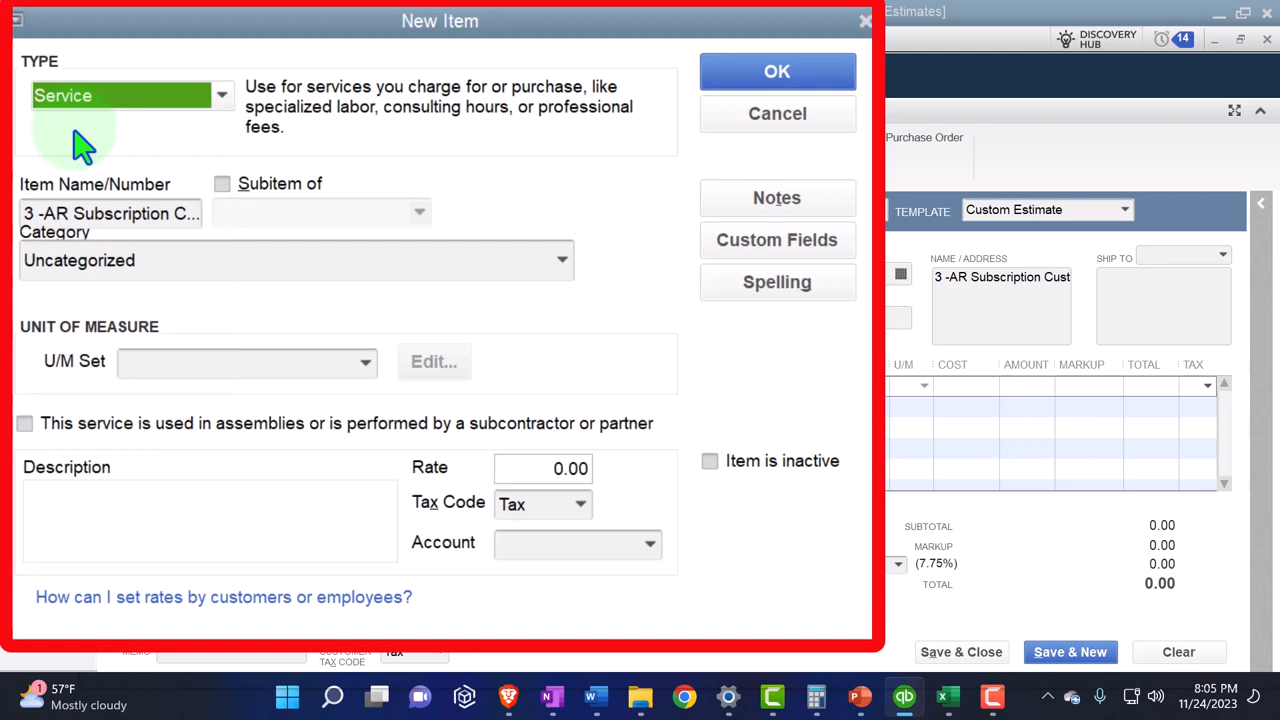 New Item
Estimates]
DISCOVERY
HUB
14
TYPE
Service
Use for services you charge for or purchase, like
specialized labor, consulting hours, or professional
fees.
OK
Cancel
Purchase Order
Item Name/Number
Subitem of
3 -AR Subscription C...
Category
Uncategorized
Notes
Custom Fields
Spelling
TEMPLATE
Custom Estimate
NAME / ADDRESS
SHIP TO
3 -AR Subscription Cust
UNIT OF MEASURE
U/M Set
Edit...
U/M
COST
AMOUNT
MARKUP
TOTAL
TAX
This service is used in assemblies or is performed by a subcontractor or partner
Description
Rate
0.00
Item is inactive
Tax Code
Tax
Account
How can I set rates by customers or employees?
SUBTOTAL
0.00
MARKUP
0.00
(7.75%)
0.00
TOTAL
0.00
MEMO
CUSTOMER
TAX CODE
Tax
Save & Close
Save & New
Clear
1
57°F
Mostly cloudy
8:05 PM
11/24/2023